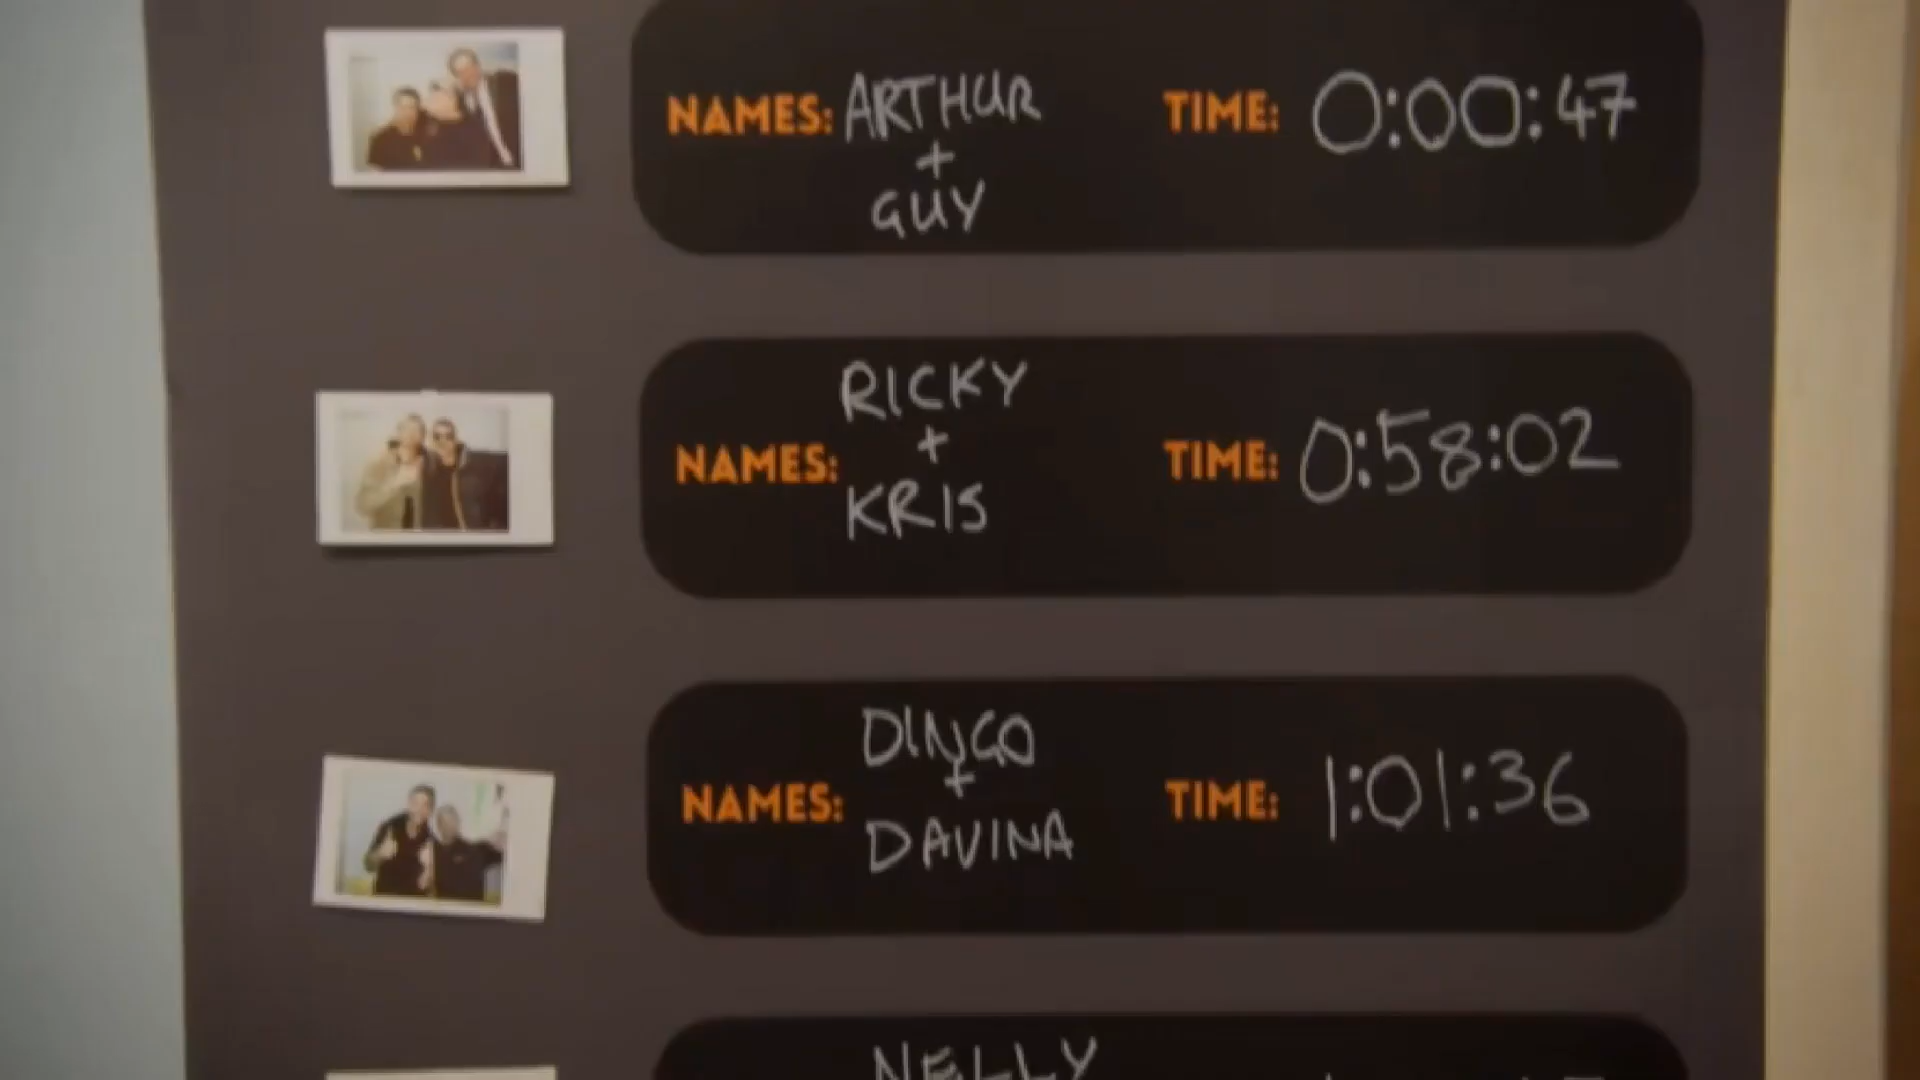 NAMES: ARTHUR + GUY TIME: 0:00:47
RICKY
+
NAMES: KRIS TIME: 0:58:02
DINGO
+
NAMES: DAVINA TIME: 1:01:36
NELLY